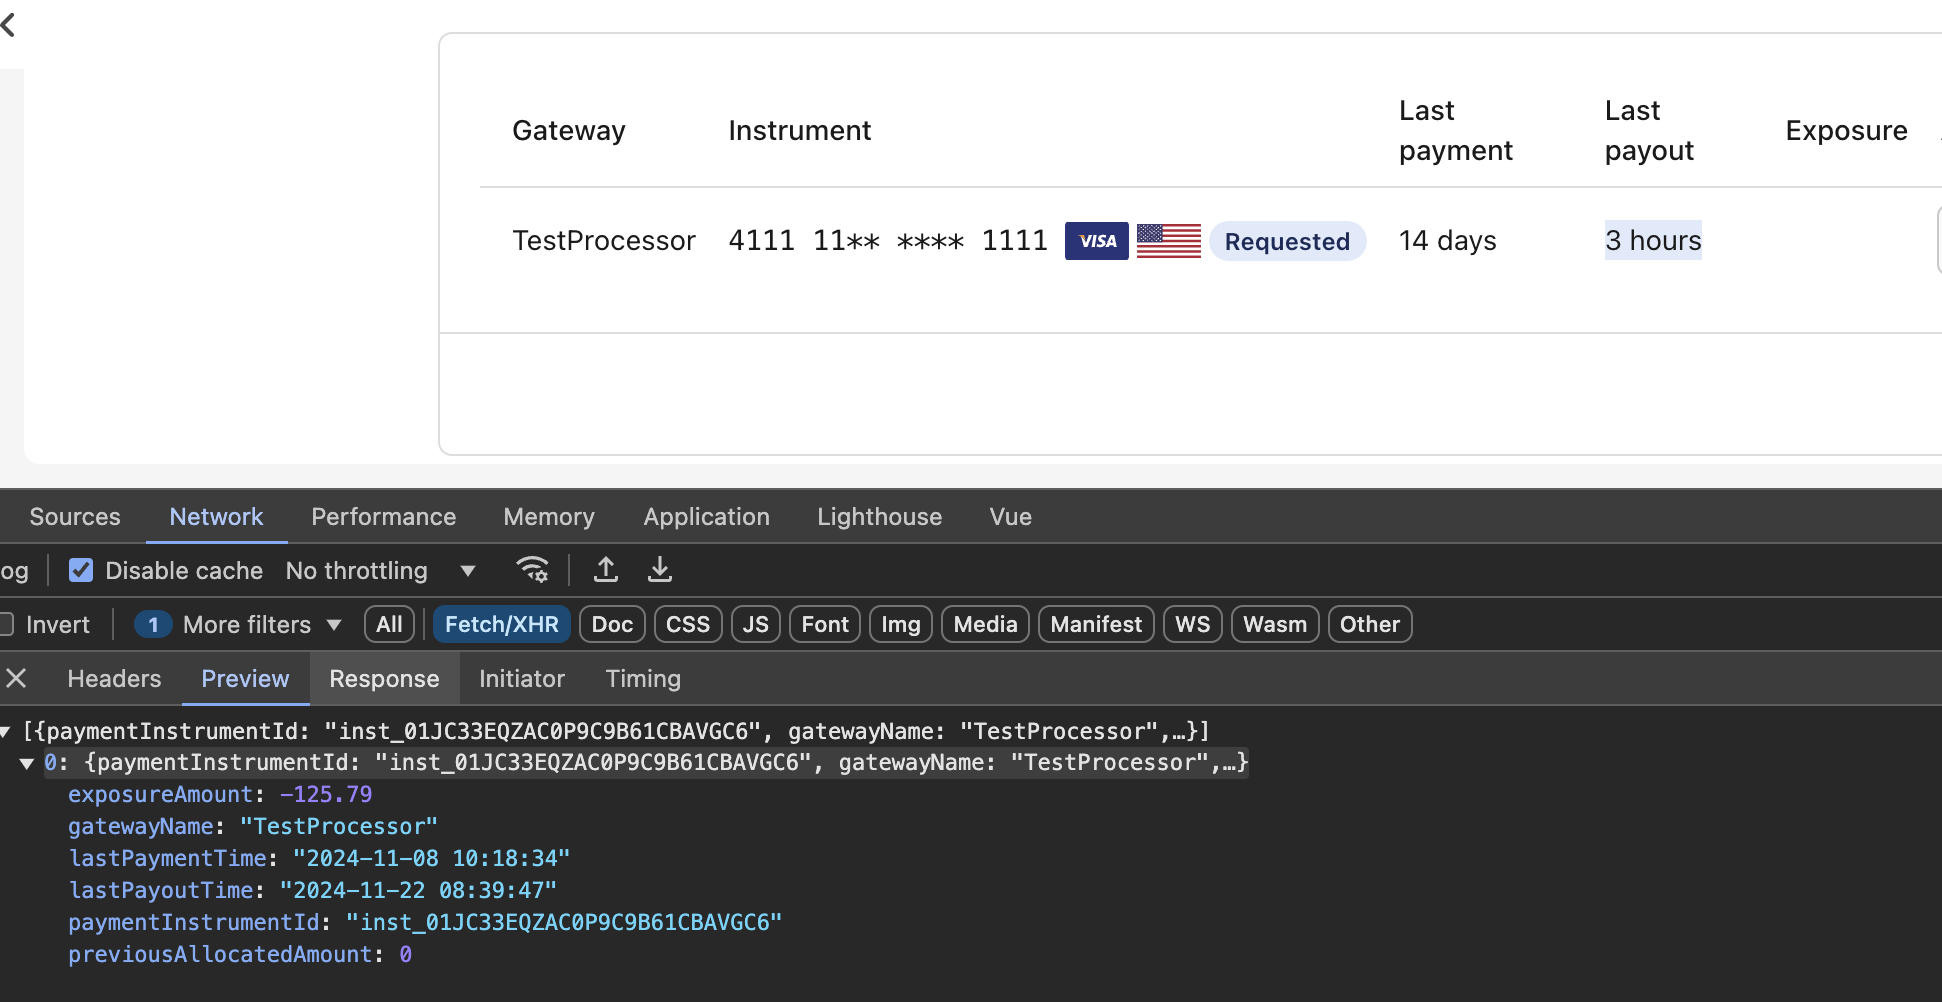 Gateway Instrument Last payment Last payout Exposure
TestProcessor 4111 11** **** 1111 VISA Requested 14 days 3 hours
Sources Network Performance Memory Application Lighthouse Vue
og Disable cache No throttling
Invert 1 More filters All Fetch/XHR Doc CSS JS Font Img Media Manifest WS Wasm Other
Headers Preview Response Initiator Timing
[{paymentInstrumentId: "inst_01JC33EQZAC0P9C9B61CBAVGC6", gatewayName: "TestProcessor",…}]
0: {paymentInstrumentId: "inst_01JC33EQZAC0P9C9B61CBAVGC6", gatewayName: "TestProcessor",…}
exposureAmount: -125.79
gatewayName: "TestProcessor"
lastPaymentTime: "2024-11-08 10:18:34"
lastPayoutTime: "2024-11-22 08:39:47"
paymentInstrumentId: "inst_01JC33EQZAC0P9C9B61CBAVGC6"
previousAllocatedAmount: 0